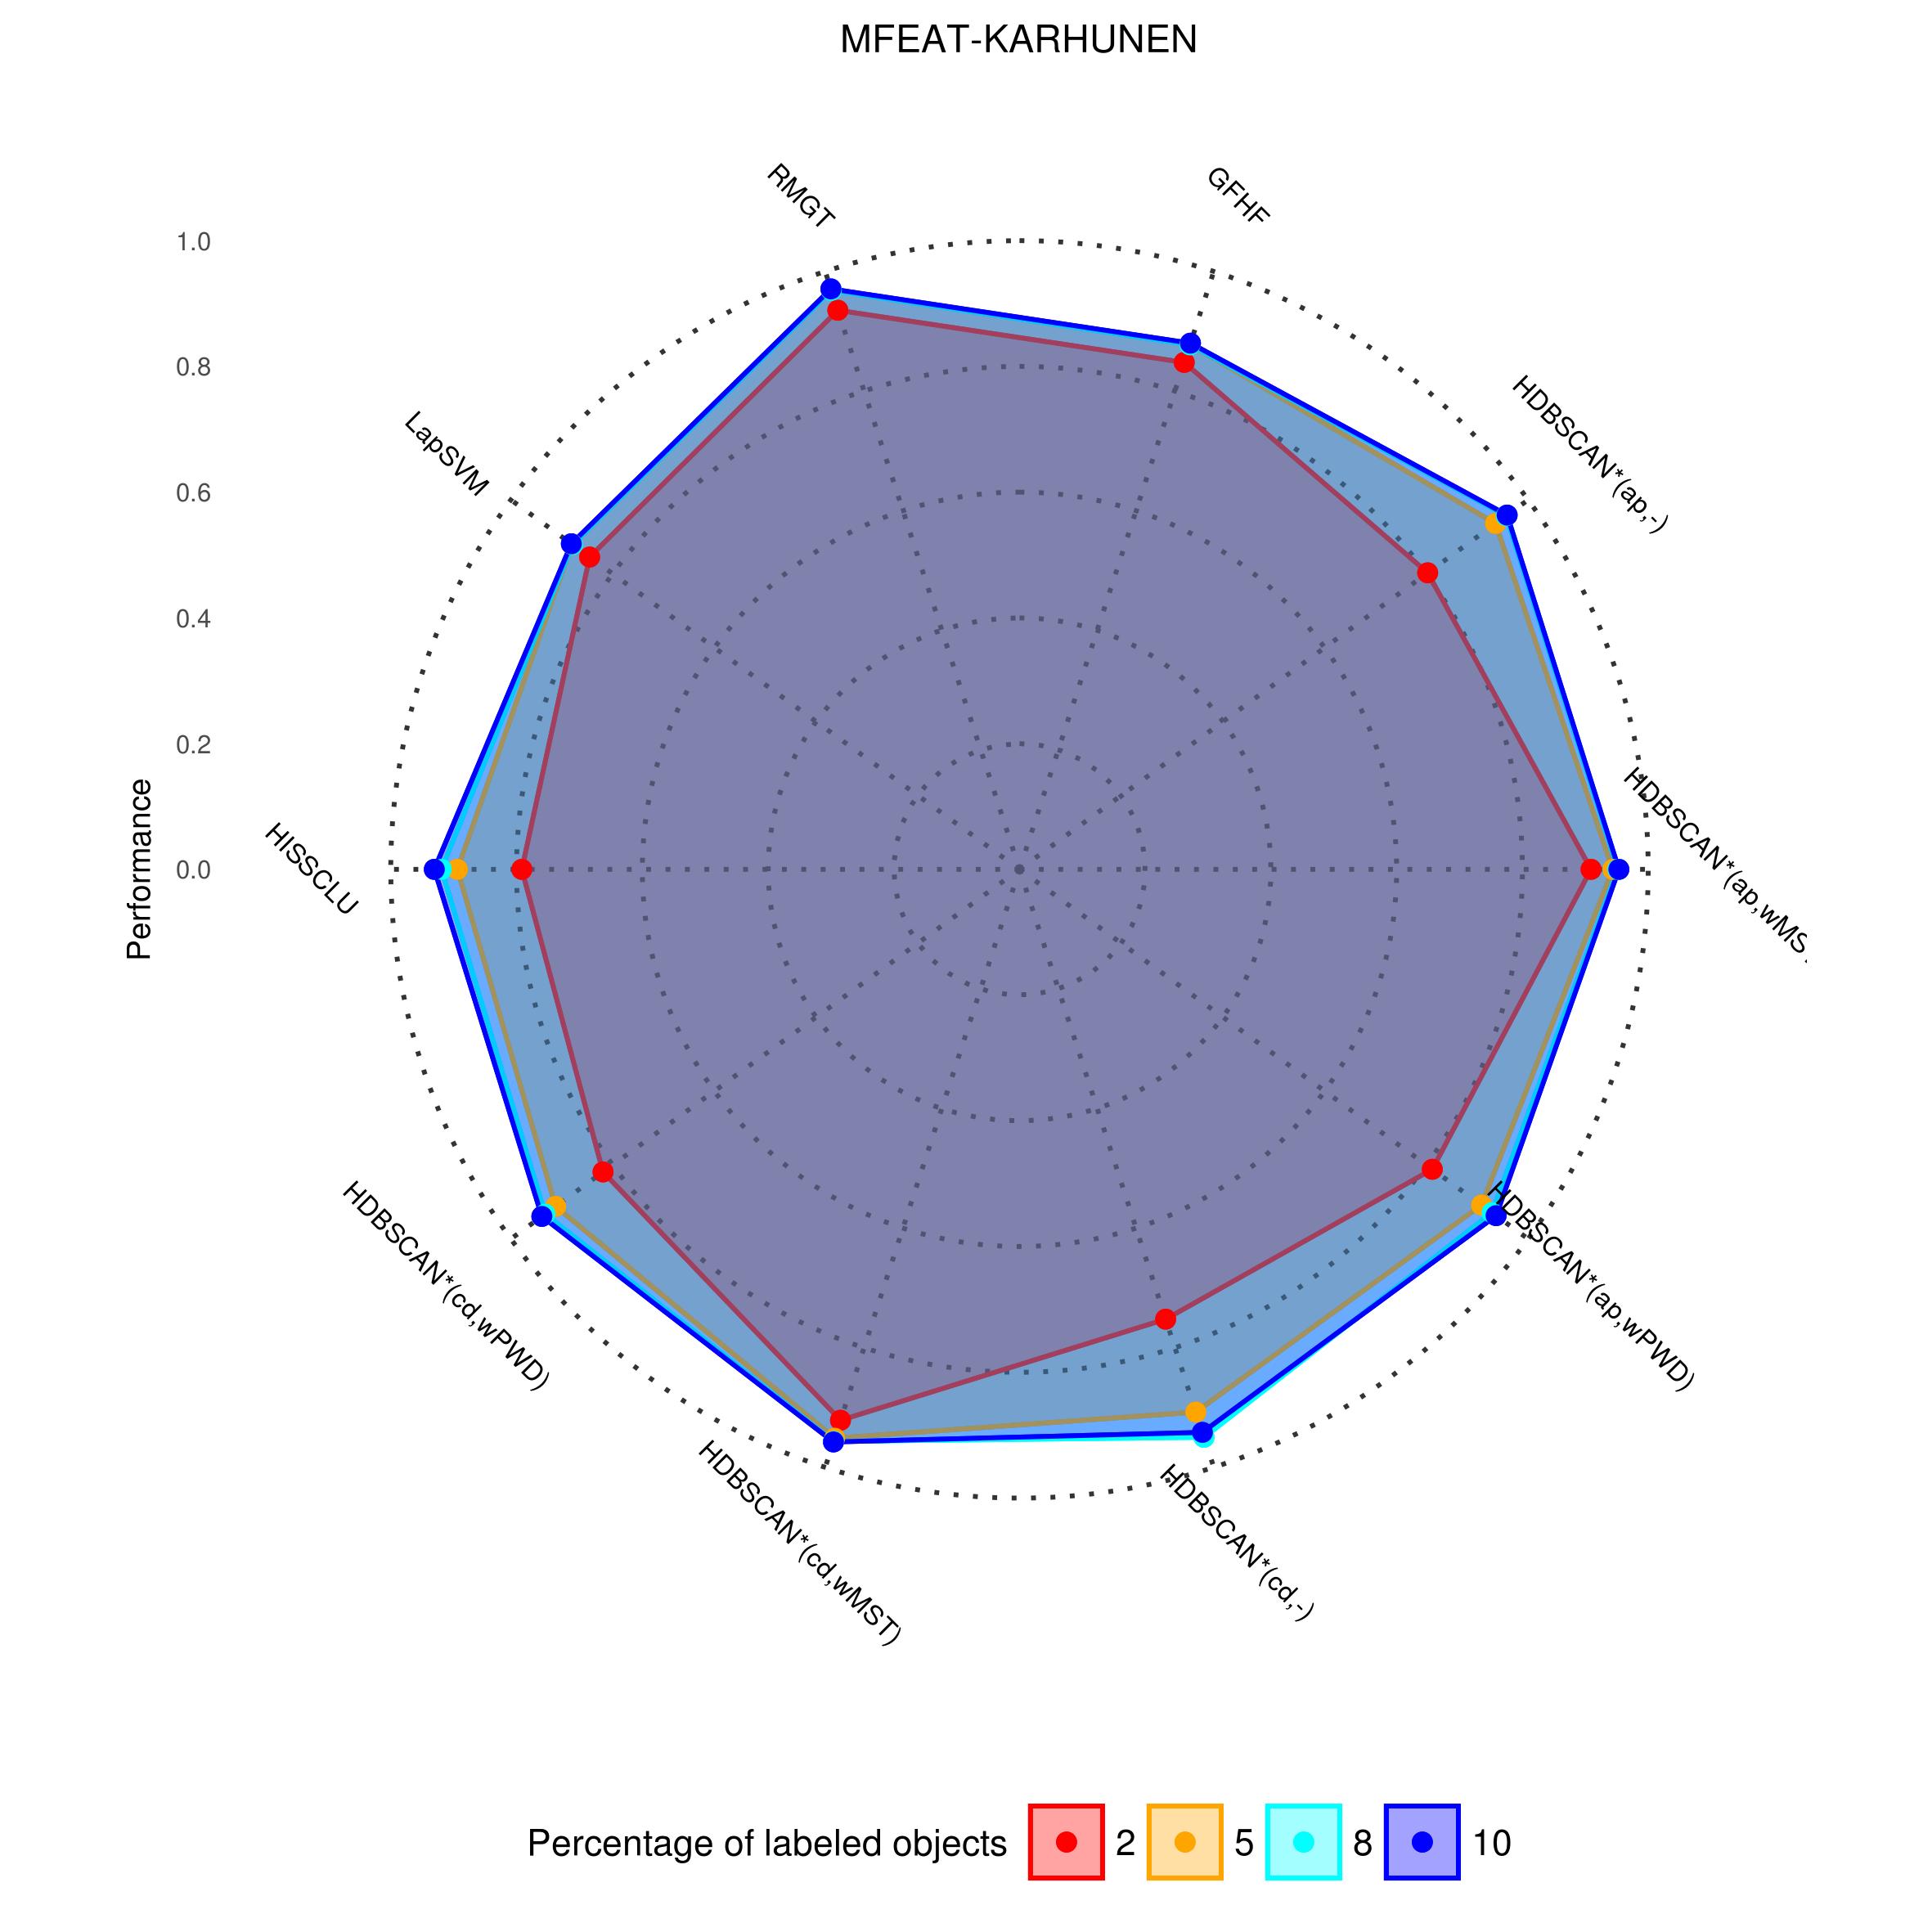 MFEAT-KARHUNEN
RMGT
GFHF
1.0
HDBSCAN*(ap,-)
0.8
LapSVM
0.6
0.4
0.2
HDBSCAN*(ap,wMS
Performance
0.0
HISSCLU
HDBSCAN*(cd,wPWD)
HDBSCAN*(ap,wPWD)
HDBSCAN*(cd,wMST)
HDBSCAN*(cd,-)
Percentage of labeled objects 2 5 8 10